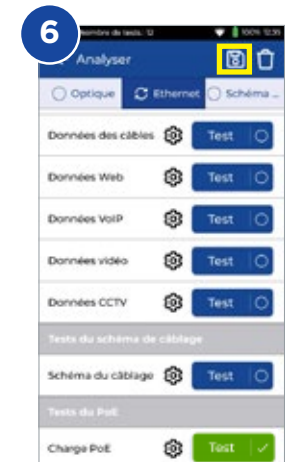 6
Nombre de tests: 12 100% 12:36
Analyser
Optique Ethernet Schéma ...
Données des câbles Test
Données Web Test
Données VoIP Test
Données vidéo Test
Données CCTV Test
Tests du schéma de câblage
Schéma du câblage Test
Tests du PoE
Charge PoE Test